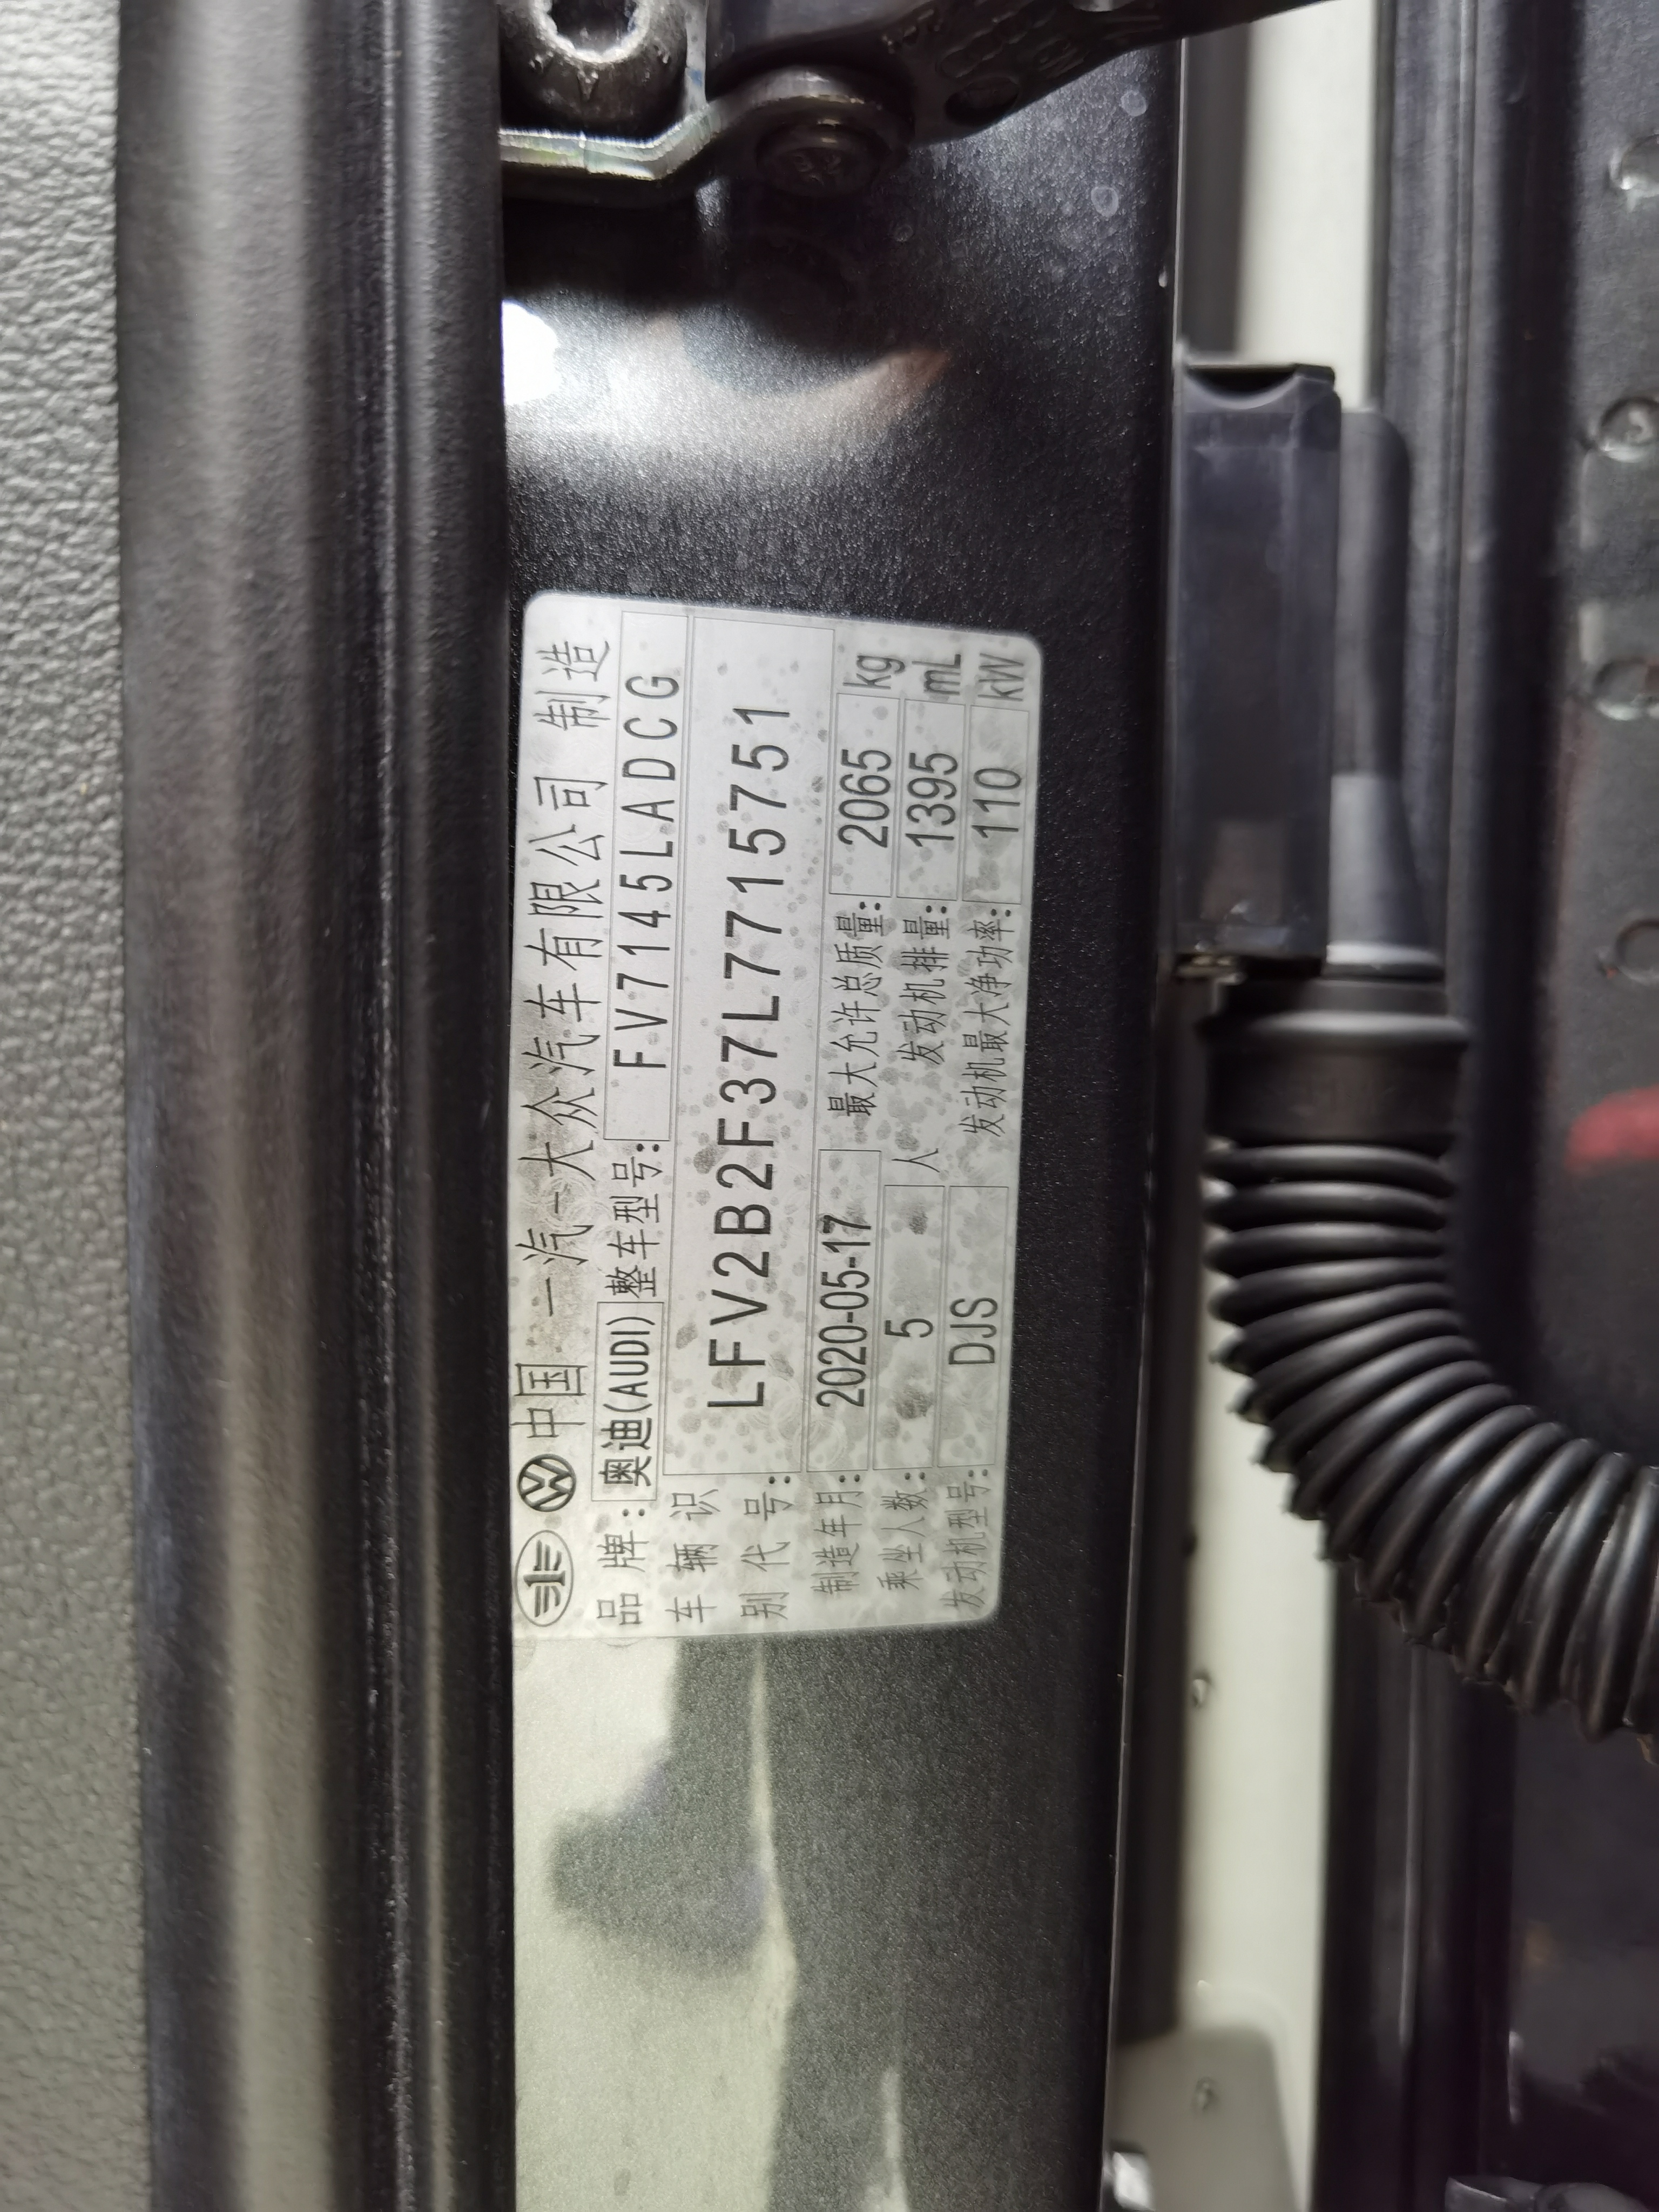 中国 一汽-大众汽车有限公司 制造
品牌: 奥迪(AUDI) 整车型号: FV7145LADCG
车辆识别代号: LFV2B2F37L7715751
制造年月: 2020-05-17 最大允许总质量: 2065 kg
乘坐人数: 5 人 发动机排量: 1395 mL
发动机型号: DJS 发动机最大净功率: 110 kW